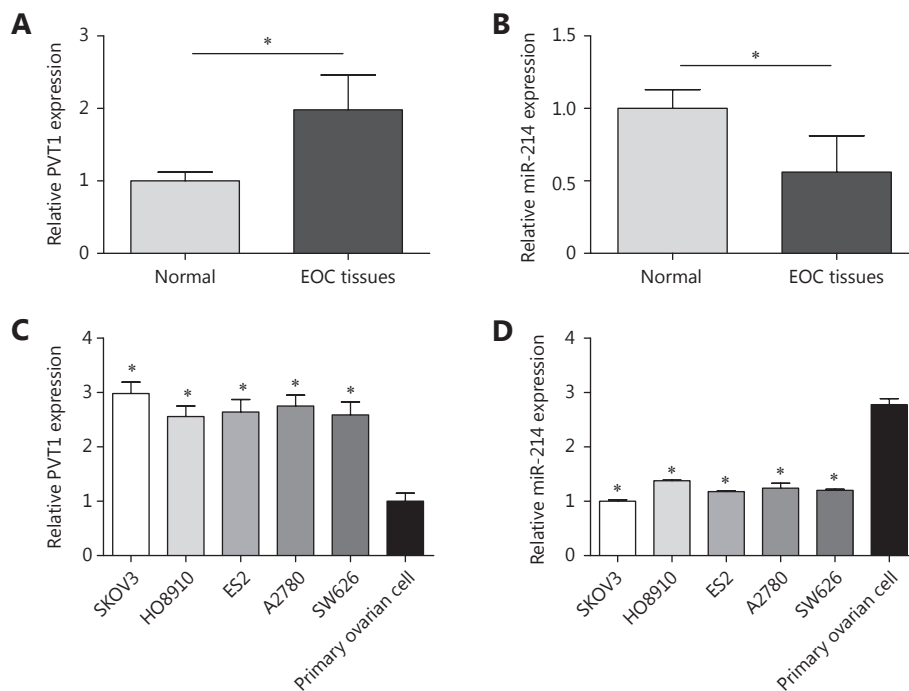 A
Relative PVT1 expression
3
2
1
0
*
Normal
EOC tissues
B
Relative miR-214 expression
1.5
1.0
0.5
0
*
Normal
EOC tissues
C
Relative PVT1 expression
4
3
2
1
0
* * * * *
SKOV3
HO8910
ES2
A2780
SW626
Primary ovarian cell
D
Relative miR-214 expression
4
3
2
1
0
* * * * *
SKOV3
HO8910
ES2
A2780
SW626
Primary ovarian cell